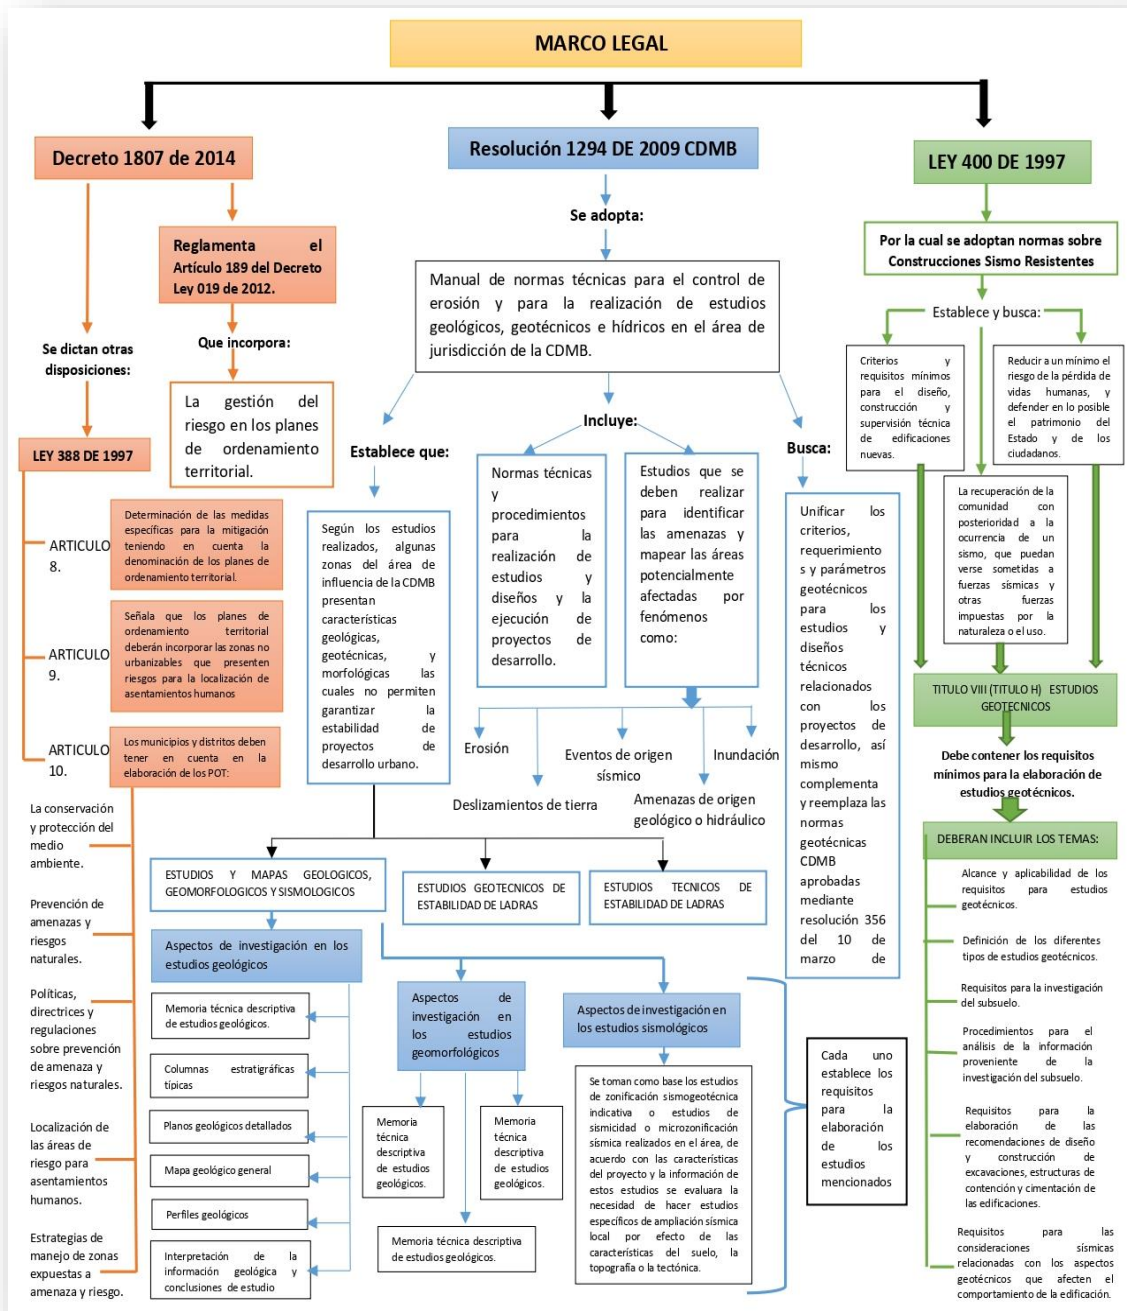 MARCO LEGAL
Decreto 1807 de 2014
Reglamenta el
Artículo 189 del Decreto
Ley 019 de 2012.
Que incorpora:
La gestión del
riesgo en los planes
de ordenamiento
territorial.
Se dictan otras
disposiciones:
LEY 388 DE 1997
ARTICULO
8.
Determinación de las medidas
específicas para la mitigación
teniendo en cuenta la
denominación de los planes de
ordenamiento territorial.
ARTICULO
9.
Señala que los planes de
ordenamiento territorial
deberán incorporar las zonas no
urbanizables que presenten
riesgos para la localización de
asentamientos humanos
ARTICULO
10.
Los municipios y distritos deben
tener en cuenta en la
elaboración de los POT:
La conservación
y protección del
medio
ambiente.
Prevención de
amenazas y
riesgos
naturales.
Políticas,
directrices y
regulaciones
sobre prevención
de amenaza y
riesgos naturales.
Localización de
las áreas de
riesgo para
asentamientos
humanos.
Estrategias de
manejo de zonas
expuestas a
amenaza y riesgo.
Resolución 1294 DE 2009 CDMB
Se adopta:
Manual de normas técnicas para el control de
erosión y para la realización de estudios
geológicos, geotécnicos e hídricos en el área de
jurisdicción de la CDMB.
Establece que:
Según los estudios
realizados, algunas
zonas del área de
influencia de la CDMB
presentan
características
geológicas,
geotécnicas, y
morfológicas las
cuales no permiten
garantizar la
estabilidad de
proyectos de
desarrollo urbano.
Incluye:
Normas técnicas
y
procedimientos
para la
realización de
estudios y
diseños y la
ejecución de
proyectos de
desarrollo.
Estudios que se
deben realizar
para identificar
las amenazas y
mapear las áreas
potencialmente
afectadas por
fenómenos
como:
Erosión
Deslizamientos de tierra
Eventos de origen
sísmico
Amenazas de origen
geológico o hidráulico
Inundación
Busca:
Unificar los
criterios,
requerimiento
s y parámetros
geotécnicos
para los
estudios y
diseños
técnicos
relacionados
con los
proyectos de
desarrollo, así
mismo
complementa
y reemplaza las
normas
geotécnicas
CDMB
aprobadas
mediante
resolución 356
del 10 de
marzo de
ESTUDIOS Y MAPAS GEOLOGICOS,
GEOMORFOLOGICOS Y SISMOLOGICOS
ESTUDIOS GEOTECNICOS DE
ESTABILIDAD DE LADRAS
ESTUDIOS TECNICOS DE
ESTABILIDAD DE LADRAS
Aspectos de investigación en los
estudios geológicos
Memoria técnica descriptiva
de estudios geológicos.
Columnas estratigráficas
típicas
Planos geológicos detallados
Mapa geológico general
Perfiles geológicos
Interpretación de la
información geológica y
conclusiones de estudio
Aspectos de
investigación en
los estudios
geomorfológicos
Memoria
técnica
descriptiva
de estudios
geológicos.
Memoria
técnica
descriptiva
de estudios
geológicos.
Memoria técnica descriptiva
de estudios geológicos.
Aspectos de investigación en
los estudios sismológicos
Se toman como base los estudios
de zonificación sismogeotécnica
indicativa o estudios de
sismicidad o microzonificación
sísmica realizados en el área, de
acuerdo con las características
del proyecto y la información de
estos estudios se evaluara la
necesidad de hacer estudios
específicos de ampliación sísmica
local por efecto de las
características del suelo, la
topografía o la tectónica.
Cada uno
establece los
requisitos
para la
elaboración
de los
estudios
mencionados
LEY 400 DE 1997
Por la cual se adoptan normas sobre
Construcciones Sismo Resistentes
Establece y busca:
Criterios y
requisitos mínimos
para el diseño,
construcción y
supervisión técnica
de edificaciones
nuevas.
La recuperación de la
comunidad con
posterioridad a la
ocurrencia de un
sismo, que puedan
verse sometidas a
fuerzas sísmicas y
otras fuerzas
impuestas por la
naturaleza o el uso.
Reducir a un mínimo el
riesgo de la pérdida de
vidas humanas, y
defender en lo posible
el patrimonio del
Estado y de los
ciudadanos.
TITULO VIII (TITULO H) ESTUDIOS
GEOTECNICOS
Debe contener los requisitos
mínimos para la elaboración de
estudios geotécnicos.
DEBERAN INCLUIR LOS TEMAS:
Alcance y aplicabilidad de los
requisitos para estudios
geotécnicos.
Definición de los diferentes
tipos de estudios geotécnicos.
Requisitos para la investigación
del subsuelo.
Procedimientos para el
análisis de la información
proveniente de la
investigación del subsuelo.
Requisitos para la
elaboración de las
recomendaciones de diseño
y construcción de
excavaciones, estructuras de
contención y cimentación de
las edificaciones.
Requisitos para las
consideraciones sísmicas
relacionadas con los aspectos
geotécnicos que afecten el
comportamiento de la edificación.